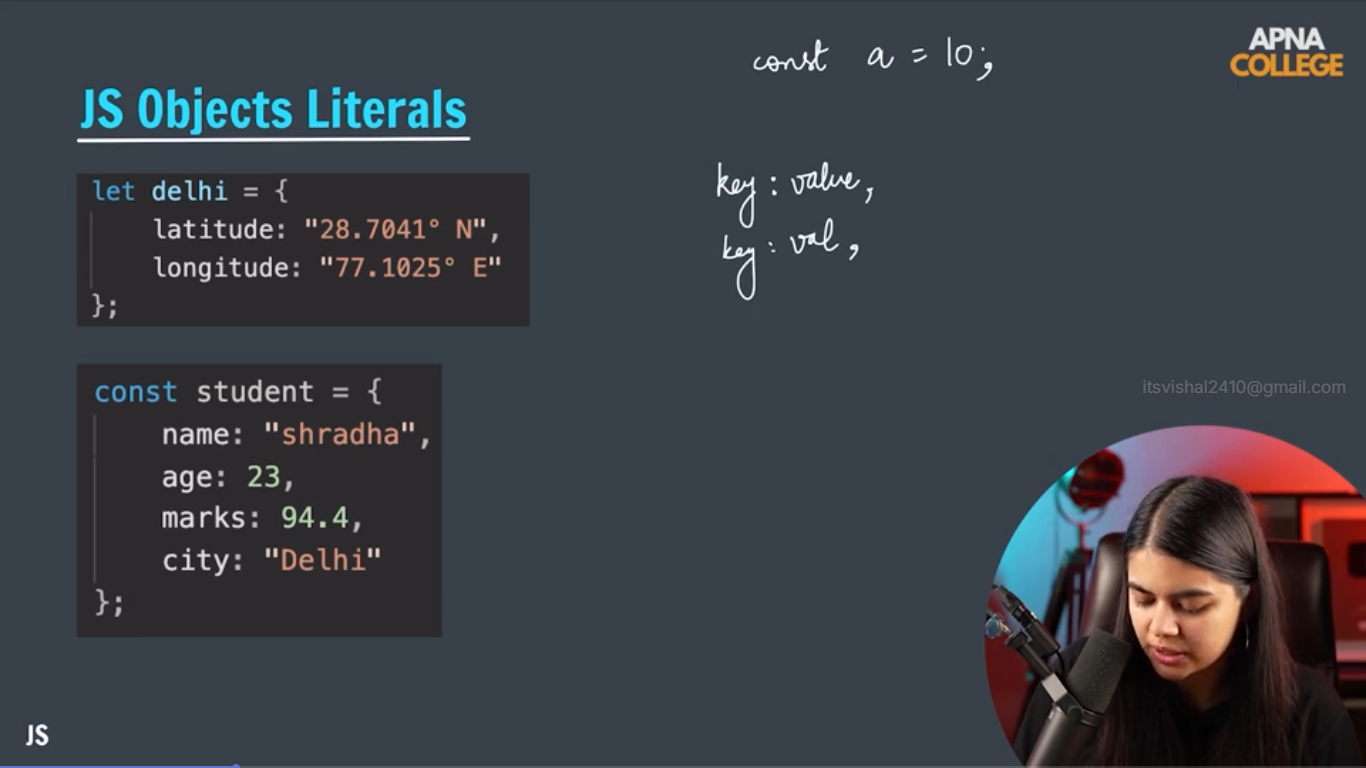 const a = 10;
APNA
COLLEGE
JS Objects Literals
let delhi = {
latitude: "28.7041° N",
longitude: "77.1025° E"
};
key : value,
key : val,
const student = {
name: "shradha",
age: 23,
marks: 94.4,
city: "Delhi"
};
itsvishal2410@gmail.com
JS